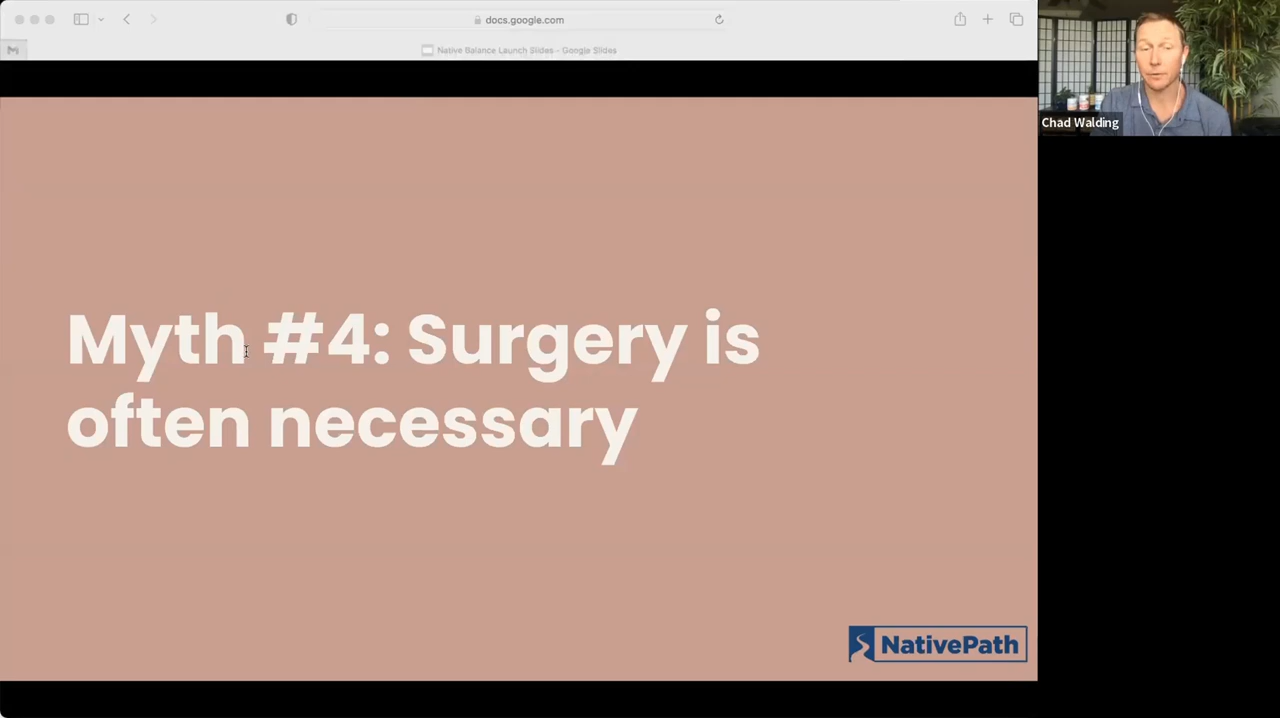 docs.google.com
Native Balance Launch Slides - Google Slides
Chad Walding
Myth #4: Surgery is
often necessary
NativePath